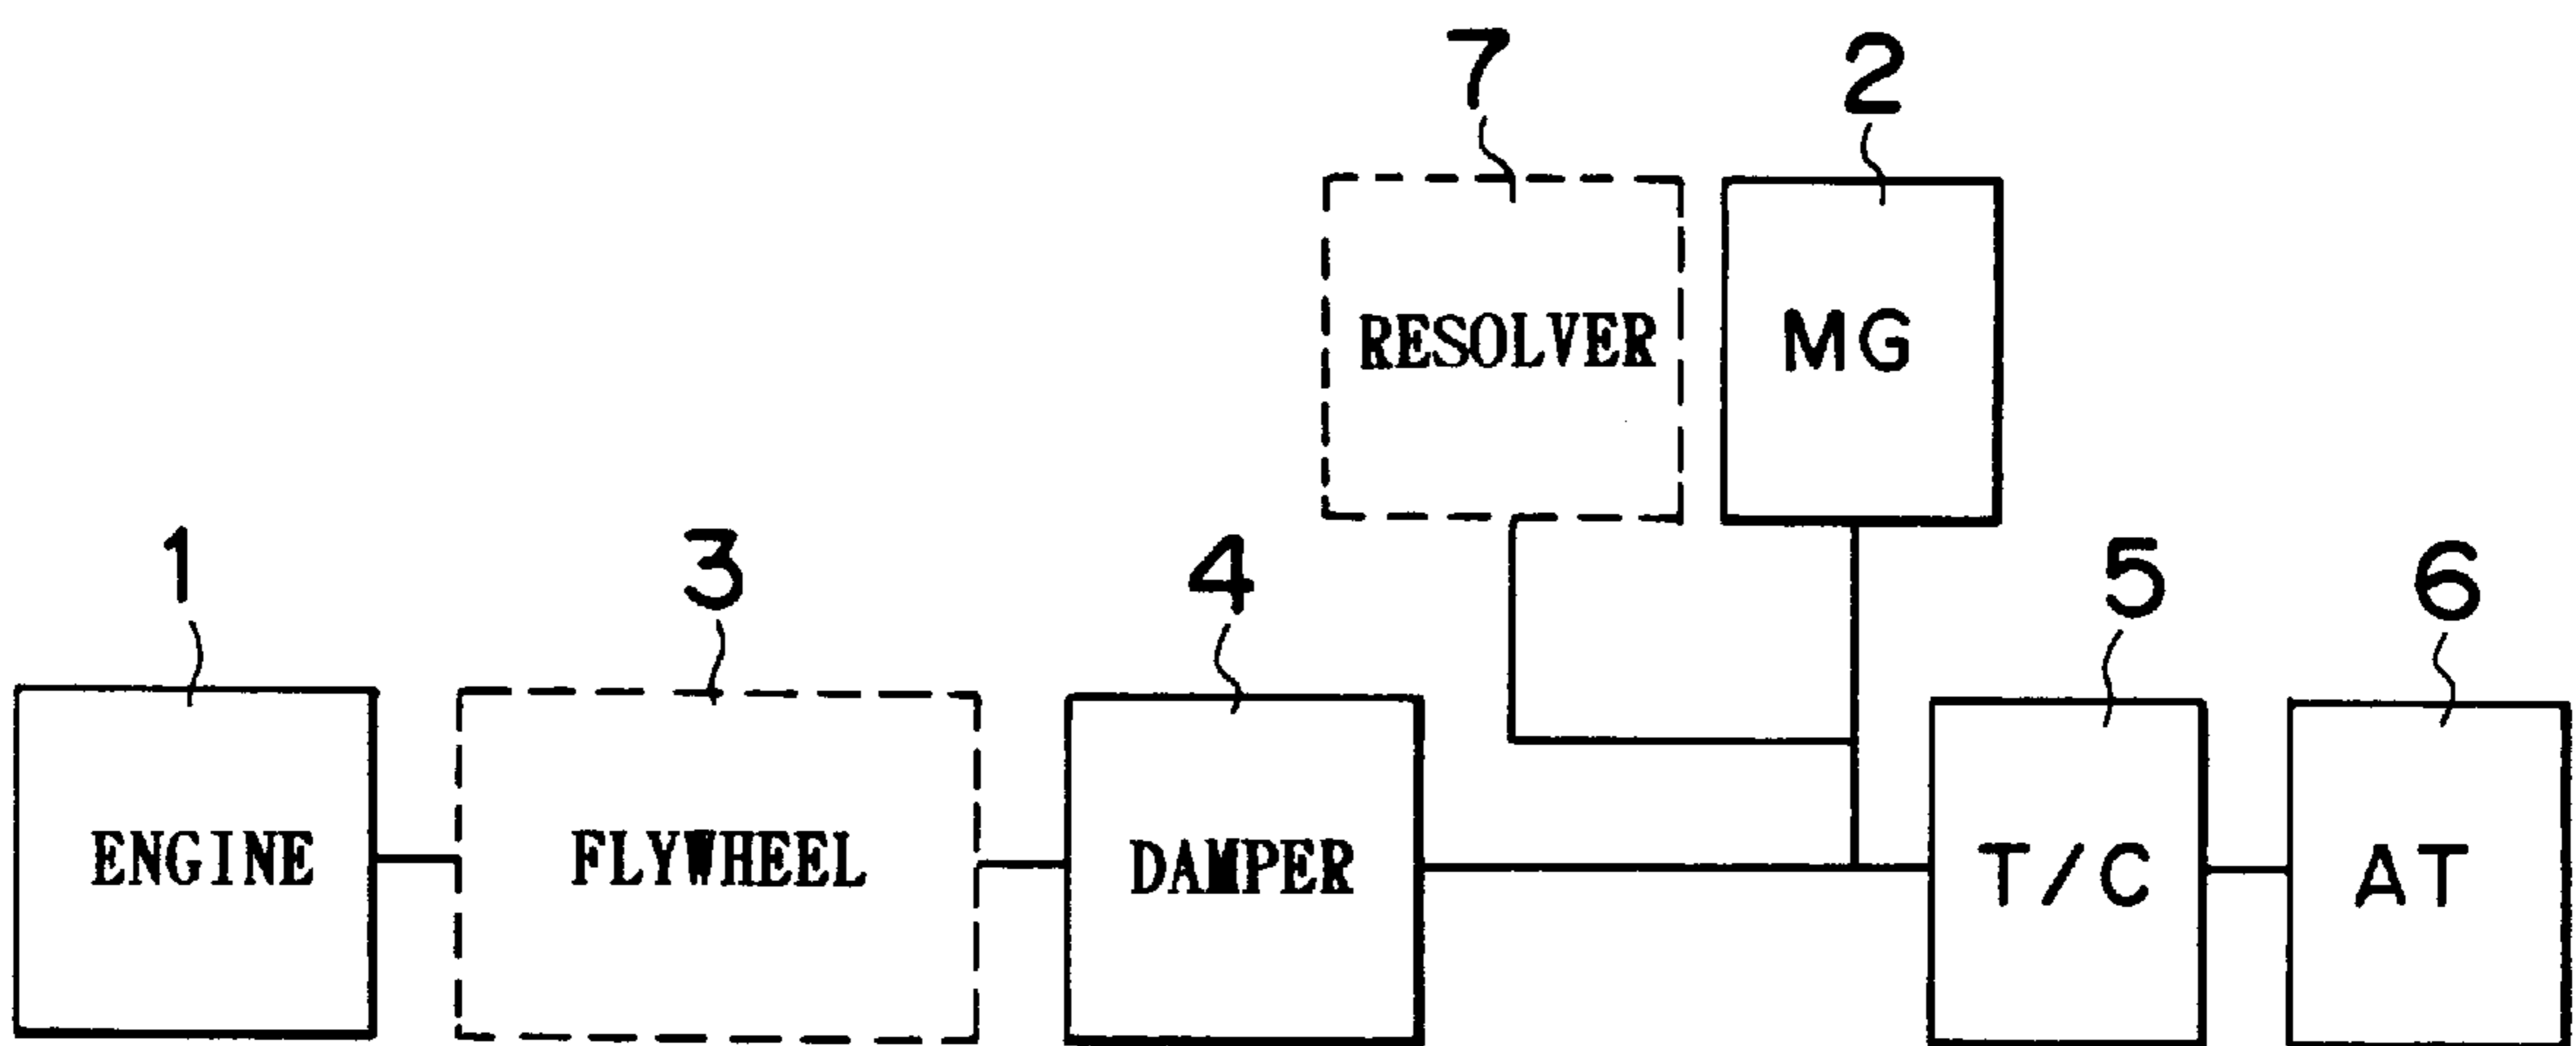 7 2
RESOLVER MG
1 3 4 5 6
ENGINE FLYWHEEL DAMPER T/C AT